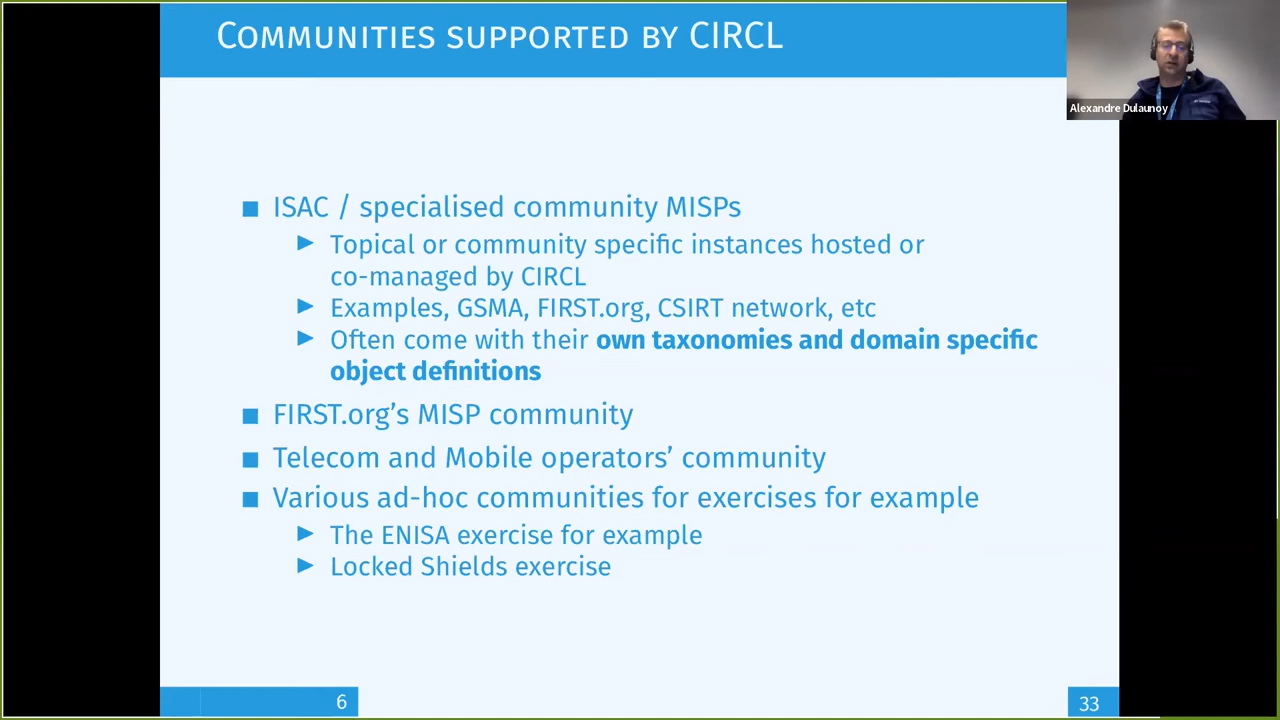 COMMUNITIES SUPPORTED BY CIRCL
Alexandre Dulaunoy
■ ISAC / specialised community MISPs
▶ Topical or community specific instances hosted or
co-managed by CIRCL
▶ Examples, GSMA, FIRST.org, CSIRT network, etc
▶ Often come with their own taxonomies and domain specific
object definitions
■ FIRST.org’s MISP community
■ Telecom and Mobile operators’ community
■ Various ad-hoc communities for exercises for example
▶ The ENISA exercise for example
▶ Locked Shields exercise
6
33